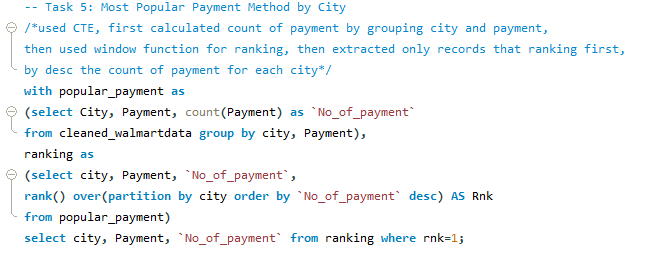 -- Task 5: Most Popular Payment Method by City
/*used CTE, first calculated count of payment by grouping city and payment,
then used window function for ranking, then extracted only records that ranking first,
by desc the count of payment for each city*/
with popular_payment as
(select City, Payment, count(Payment) as `No_of_payment`
from cleaned_walmartdata group by city, Payment),
ranking as
(select city, Payment, `No_of_payment`,
rank() over(partition by city order by `No_of_payment` desc) AS Rnk
from popular_payment)
select city, Payment, `No_of_payment` from ranking where rnk=1;